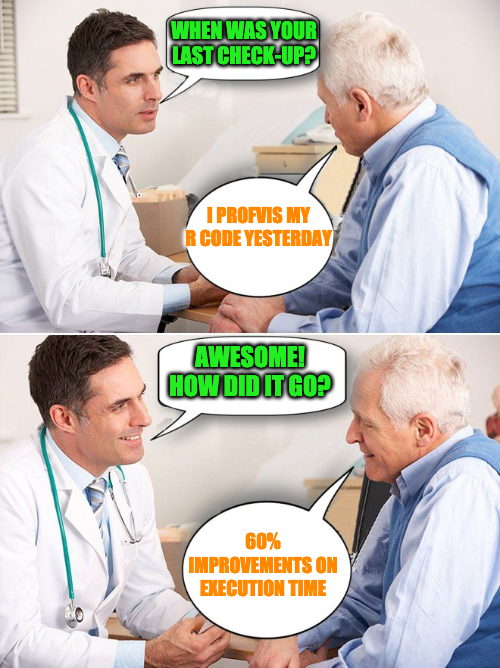 WHEN WAS YOUR
LAST CHECK-UP?
I PROFVIS MY
R CODE YESTERDAY
AWESOME!
HOW DID IT GO?
60%
IMPROVEMENTS ON
EXECUTION TIME